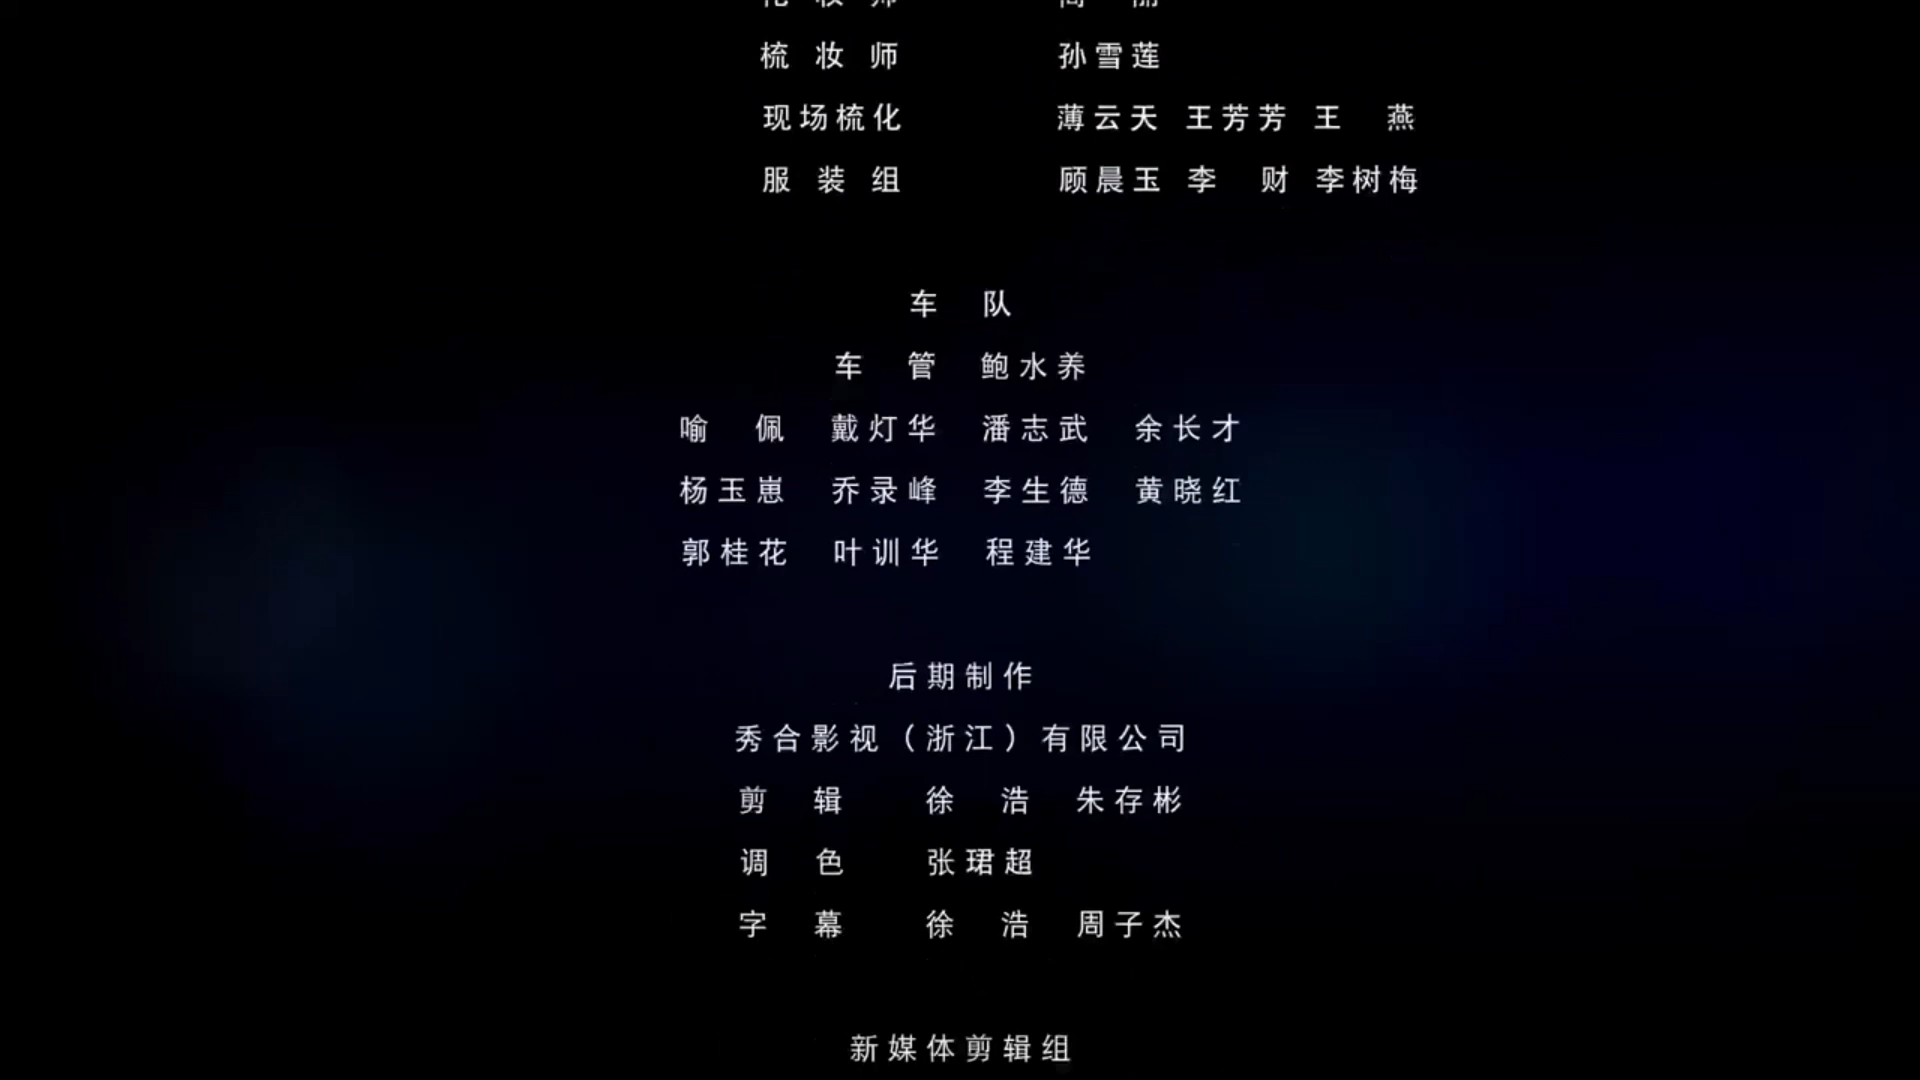 梳妆师 孙雪莲
现场梳化 薄云天 王芳芳 王燕
服装组 顾晨玉 李财 李树梅
车队
车管 鲍水养
喻佩 戴灯华 潘志武 余长才
杨玉崽 乔录峰 李生德 黄晓红
郭桂花 叶训华 程建华
后期制作
秀合影视（浙江）有限公司
剪辑 徐浩 朱存彬
调色 张珺超
字幕 徐浩 周子杰
新媒体剪辑组